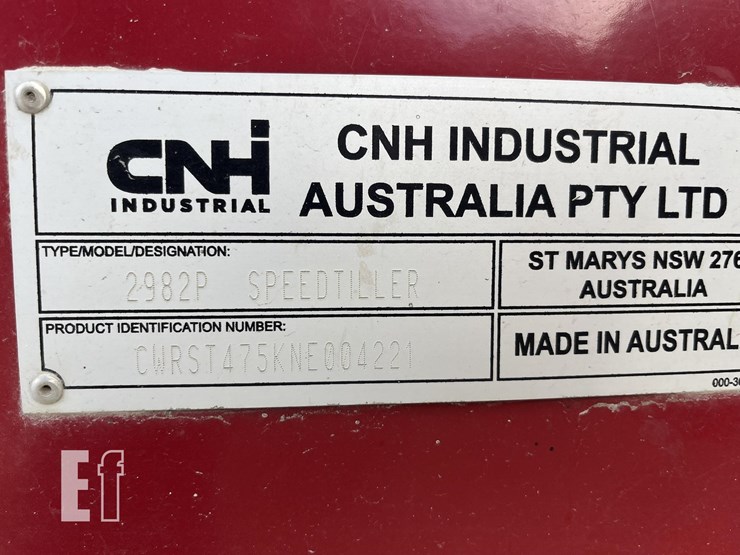 CNH
INDUSTRIAL
CNH INDUSTRIAL
AUSTRALIA PTY LTD
TYPE/MODEL/DESIGNATION:
2982P SPEEDTILLER
ST MARYS NSW 276
AUSTRALIA
PRODUCT IDENTIFICATION NUMBER:
CWRST475KNE004221
MADE IN AUSTRAL
000-30
Ef